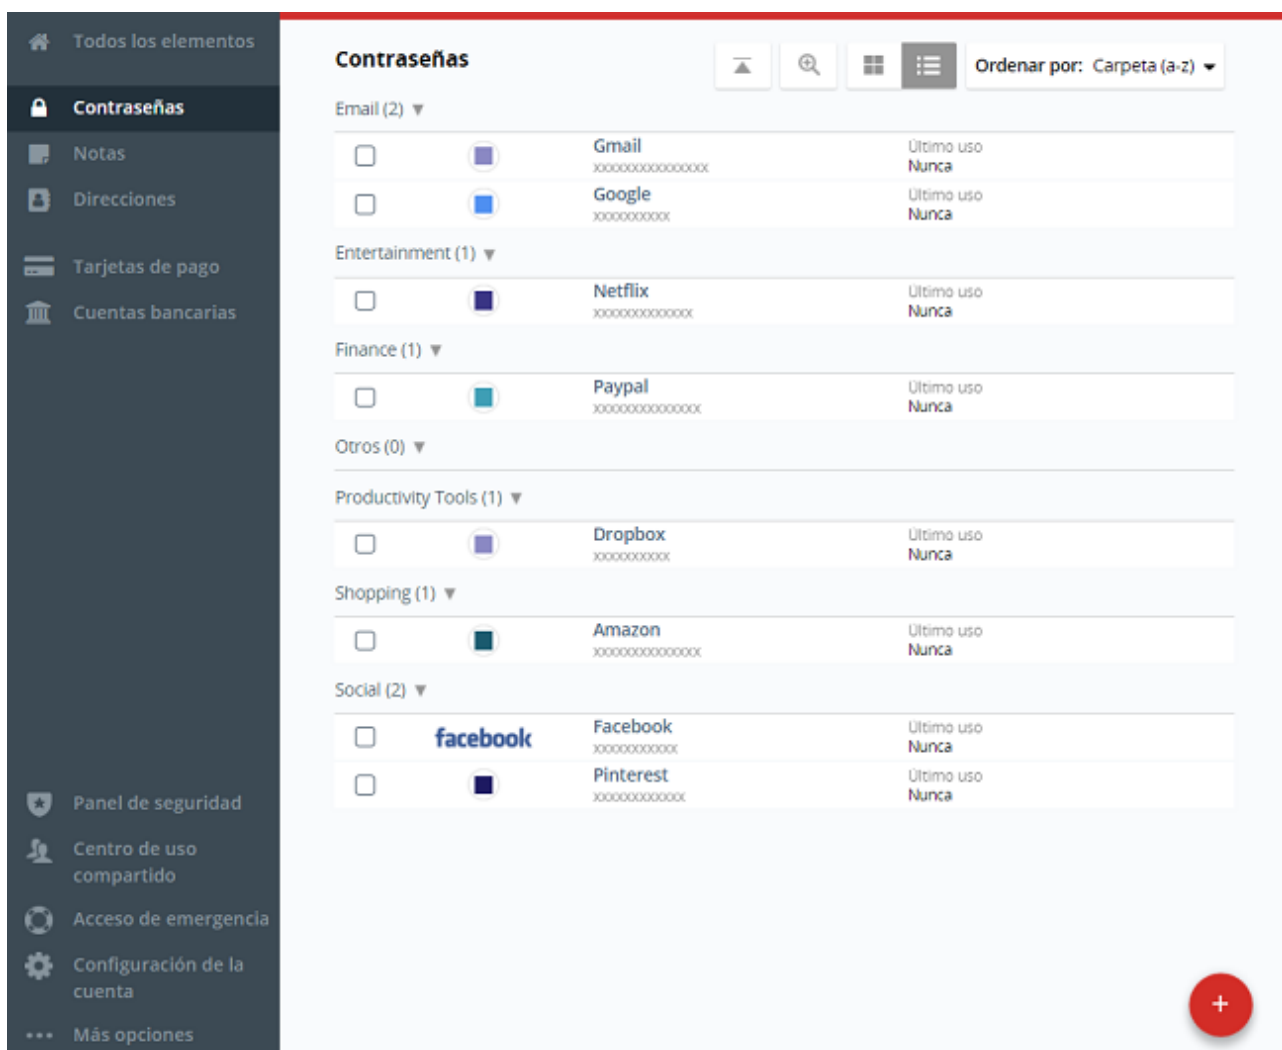 Todos los elementos
Contraseñas
Notas
Direcciones
Tarjetas de pago
Cuentas bancarias
Panel de seguridad
Centro de uso
compartido
Acceso de emergencia
Configuración de la
cuenta
Más opciones
Contraseñas
Ordenar por: Carpeta (a-z)
Email (2)
Gmail
xxxxxxxxxxxxxxx
Último uso
Nunca
Google
xxxxxxxxxx
Último uso
Nunca
Entertainment (1)
Netflix
xxxxxxxxxxxxx
Último uso
Nunca
Finance (1)
Paypal
xxxxxxxxxxxxxx
Último uso
Nunca
Otros (0)
Productivity Tools (1)
Dropbox
xxxxxxxxxx
Último uso
Nunca
Shopping (1)
Amazon
xxxxxxxxxxxxxx
Último uso
Nunca
Social (2)
facebook
Facebook
xxxxxxxxxxx
Último uso
Nunca
Pinterest
xxxxxxxxxxxx
Último uso
Nunca